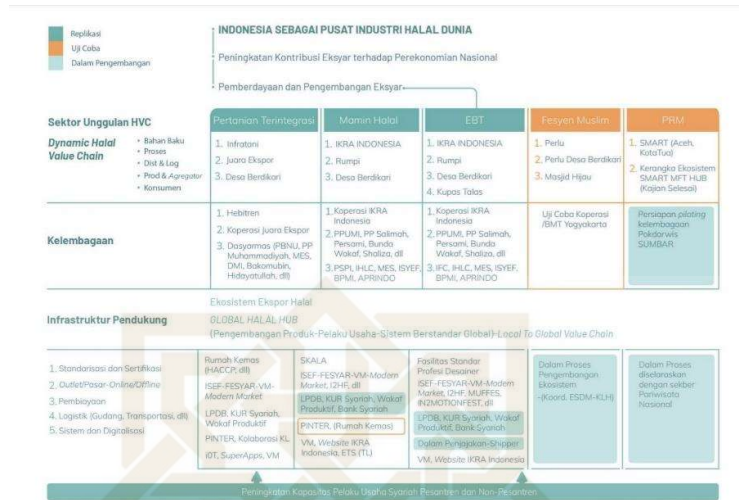 Replikasi
Uji Coba
Dalam Pengembangan
INDONESIA SEBAGAI PUSAT INDUSTRI HALAL DUNIA
Peningkatan Kontribusi Eksyar terhadap Perekonomian Nasional
Pemberdayaan dan Pengembangan Eksyar
Sektor Unggulan HVC
Pertanian Terintegrasi
Mamin Halal
EBT
Fesyen Muslim
PRM
Dynamic Halal
Value Chain
• Bahan Baku
• Proses
• Dist & Log
• Prod & Agregator
• Konsumen
1. Infratani
2. Juara Ekspor
3. Desa Berdikari
1. IKRA INDONESIA
2. Rumpi
3. Desa Berdikari
1. IKRA INDONESIA
2. Rumpi
3. Desa Berdikari
4. Kupas Talas
1. Perlu
2. Perlu Desa Berdikari
3. Masjid Hijau
1. SMART (Aceh,
KotaTua)
2. Kerangka Ekosistem
SMART MFT HUB
(Kajian Selesai)
Kelembagaan
1. Hebitren
2. Koperasi Juara Ekspor
3. Dasyarmas (PBNU, PP
Muhammadiyah, MES,
DMI, Bakomubin,
Hidayatullah, dll)
1.Koperasi IKRA
Indonesia
2.PPUMI, PP Salimah,
Persami, Bunda
Wakaf, Shaliza, dll
3.PSPI, IHLC, MES, ISYEF,
BPMI, APRINDO
1.Koperasi IKRA
Indonesia
2.PPUMI, PP Salimah,
Persami, Bunda
Wakaf, Shaliza, dll
3.IFC, IHLC, MES, ISYEF,
BPMI, APRINDO
Uji Coba Koperasi
/BMT Yogyakarta
Persiapan piloting
kelembagaan
Pokdarwis
SUMBAR
Infrastruktur Pendukung
Ekosistem Ekspor Halal
GLOBAL HALAL HUB
(Pengembangan Produk-Pelaku Usaha-Sistem Berstandar Global)-Local To Global Value Chain
1. Standarisasi dan Sertifikasi
2. Outlet/Pasar-Online/Offline
3. Pembiayaan
4. Logistik (Gudang, Transportasi, dll)
5. Sistem dan Digitalisasi
Rumah Kemas
(HACCP, dll)
ISEF-FESYAR-VM-
Modern Market
LPDB, KUR Syariah,
Wakaf Produktif
PINTER, Kolaborasi KL
i0T, SuperApps, VM
SKALA
ISEF-FESYAR-VM-Modern
Market, I2HF, dll
LPDB, KUR Syariah, Wakaf
Produktif, Bank Syariah
PINTER, (Rumah Kemas)
VM, Website IKRA
Indonesia, ETS (TL)
Fasilitas Standar
Profesi Desainer
ISEF-FESYAR-VM-Modern
Market, I2HF, MUFFES,
IN2MOTIONFEST, dll
LPDB, KUR Syariah, Wakaf
Produktif, Bank Syariah
Dalam Penjajakan-Shipper
VM, Website IKRA Indonesia
Dalam Proses
Pengembangan
Ekosistem
-(Koord. ESDM-KLH)
Dalam Proses
diselaraskan
dengan sekber
Pariwisata
Nasional
Peningkatan Kapasitas Pelaku Usaha Syariah Pesantren dan Non-Pesantren